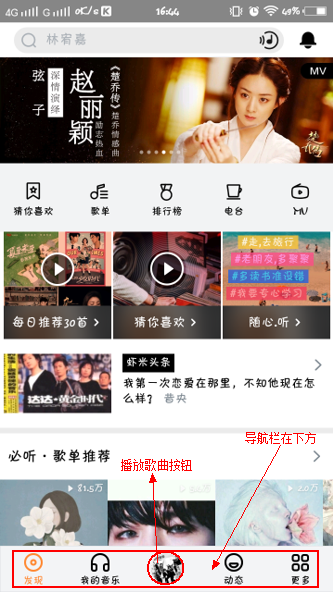 4G 4G 0K/s 16:44 49%
林宥嘉
MV
弦子
深情演绎
赵丽颖
《楚乔传》
楚乔传情感曲
励志热血
猜你喜欢 歌单 排行榜 电台 MV
#走,去旅行
#老朋友,多聚聚
#多读书准没错
#我要专心学习
每日推荐30首 > 猜你喜欢 > 随心.听 >
达达·黄金时代
虾米头条
我第一次恋爱在那里，不知他现在怎
么样? 昔央
导航栏在下方
必听·歌单推荐
播放歌曲按钮
81.5万 20.1万
发现 我的音乐 动态 更多